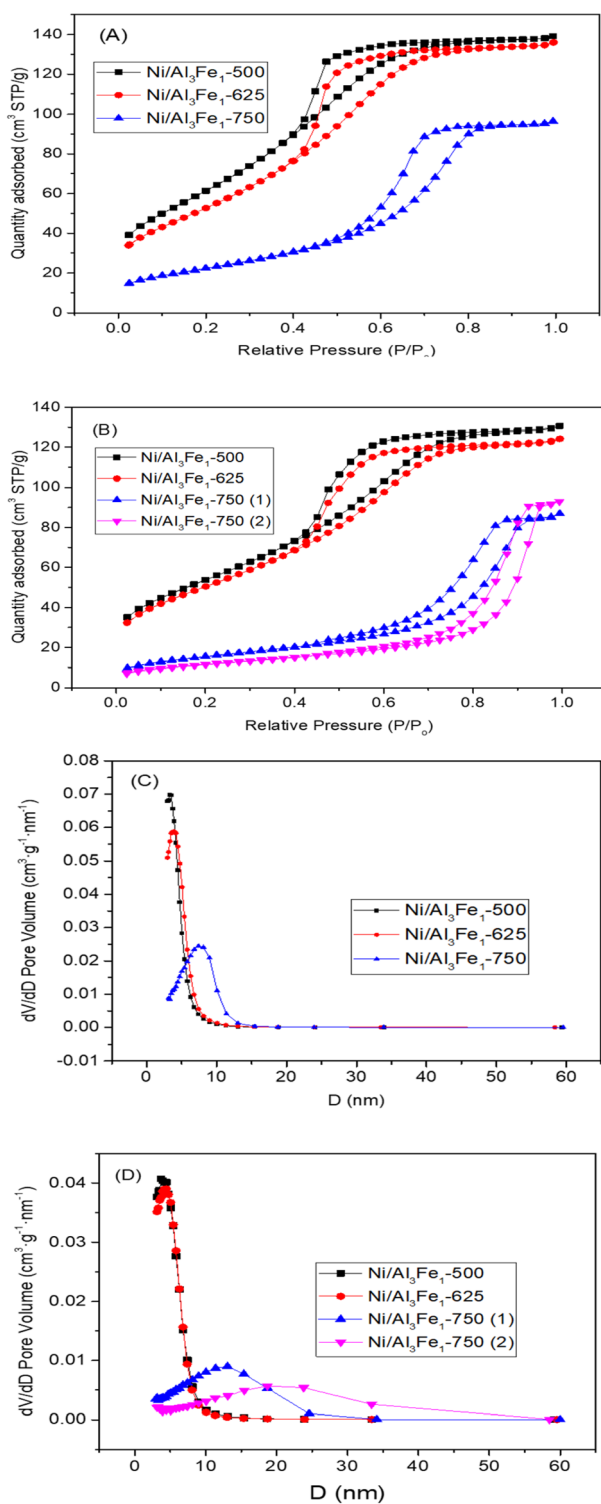 (A)
Ni/Al₃Fe₁-500
Ni/Al₃Fe₁-625
Ni/Al₃Fe₁-750
Quantity adsorbed (cm³ STP/g)
140
120
100
80
60
40
20
0
0.0 0.2 0.4 0.6 0.8 1.0
Relative Pressure (P/Pₒ)
(B)
Ni/Al₃Fe₁-500
Ni/Al₃Fe₁-625
Ni/Al₃Fe₁-750 (1)
Ni/Al₃Fe₁-750 (2)
Quantity adsorbed (cm³ STP/g)
140
120
100
80
60
40
20
0
0.0 0.2 0.4 0.6 0.8 1.0
Relative Pressure (P/Pₒ)
(C)
Ni/Al₃Fe₁-500
Ni/Al₃Fe₁-625
Ni/Al₃Fe₁-750
dV/dD Pore Volume (cm³·g⁻¹·nm⁻¹)
0.08
0.07
0.06
0.05
0.04
0.03
0.02
0.01
0.00
-0.01
0 10 20 30 40 50 60
D (nm)
(D)
Ni/Al₃Fe₁-500
Ni/Al₃Fe₁-625
Ni/Al₃Fe₁-750 (1)
Ni/Al₃Fe₁-750 (2)
dV/dD Pore Volume (cm³·g⁻¹·nm⁻¹)
0.04
0.03
0.02
0.01
0.00
0 10 20 30 40 50 60
D (nm)